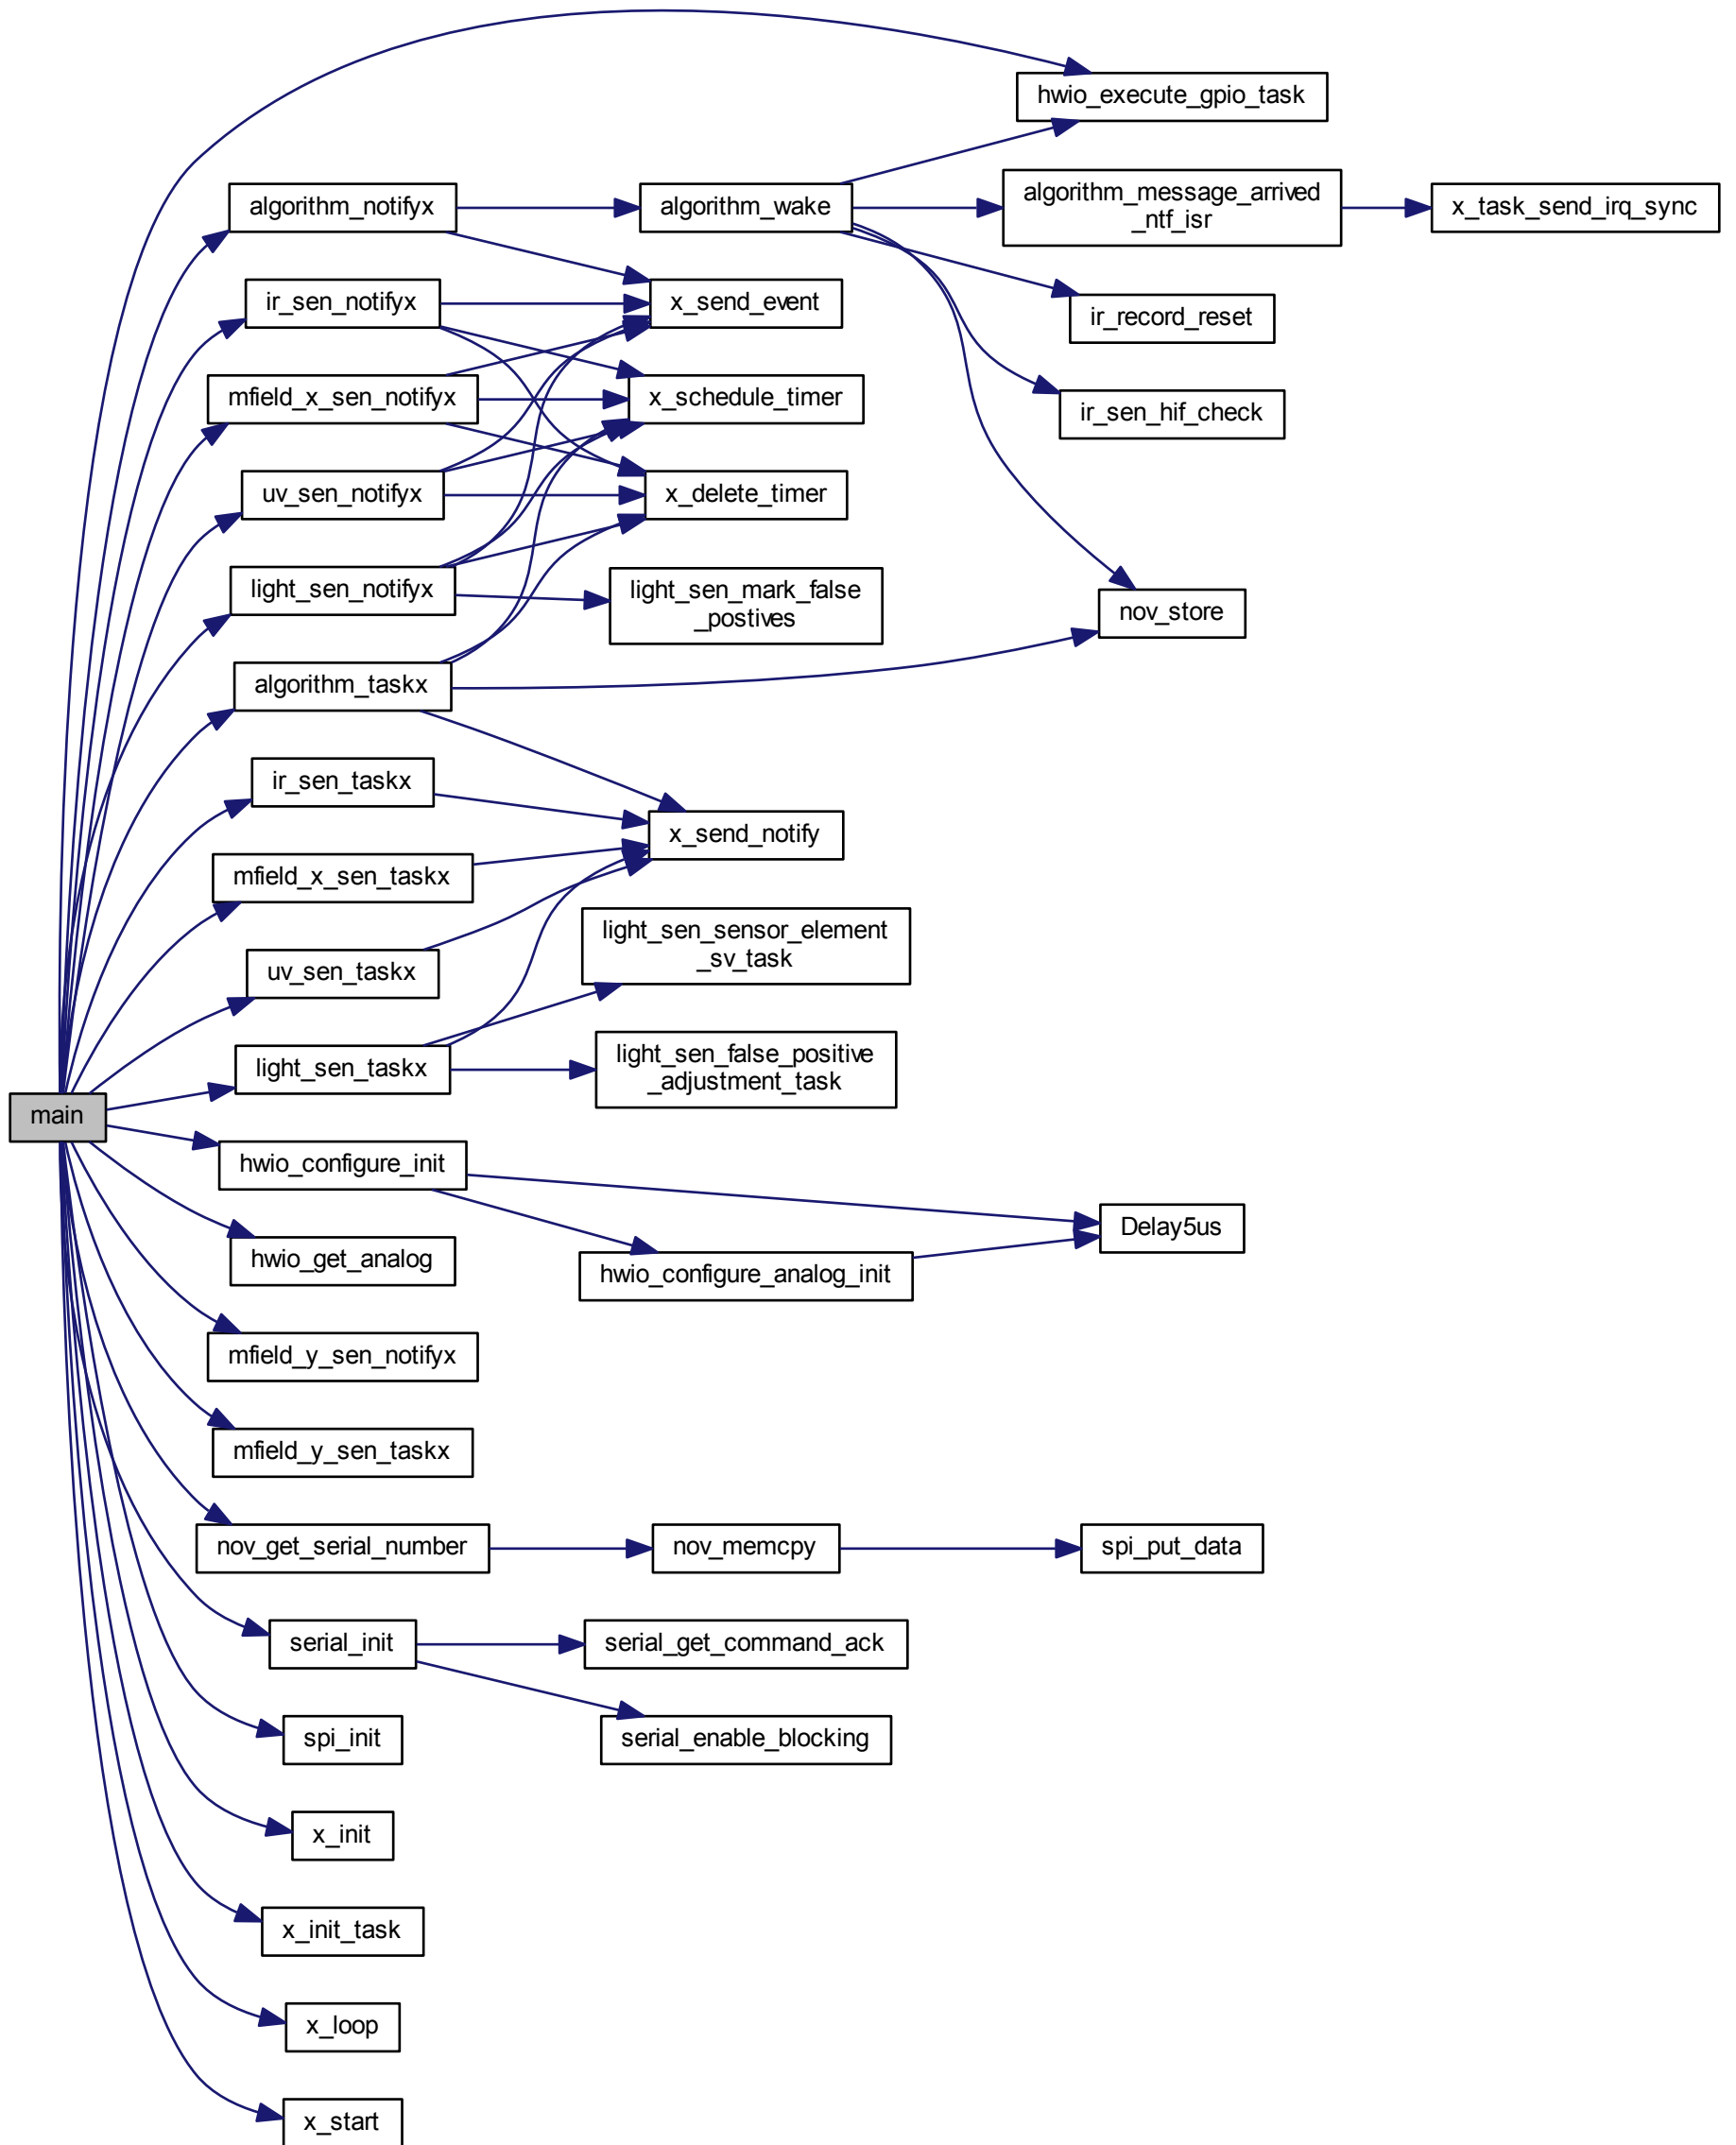 hwio_execute_gpio_task
algorithm_notifyx
algorithm_wake
algorithm_message_arrived
_ntf_isr
x_task_send_irq_sync
ir_sen_notifyx
x_send_event
ir_record_reset
mfield_x_sen_notifyx
x_schedule_timer
ir_sen_hif_check
uv_sen_notifyx
x_delete_timer
light_sen_notifyx
light_sen_mark_false
_postives
nov_store
algorithm_taskx
ir_sen_taskx
x_send_notify
mfield_x_sen_taskx
light_sen_sensor_element
_sv_task
uv_sen_taskx
light_sen_taskx
light_sen_false_positive
_adjustment_task
main
hwio_configure_init
Delay5us
hwio_get_analog
hwio_configure_analog_init
mfield_y_sen_notifyx
mfield_y_sen_taskx
nov_get_serial_number
nov_memcpy
spi_put_data
serial_init
serial_get_command_ack
spi_init
serial_enable_blocking
x_init
x_init_task
x_loop
x_start